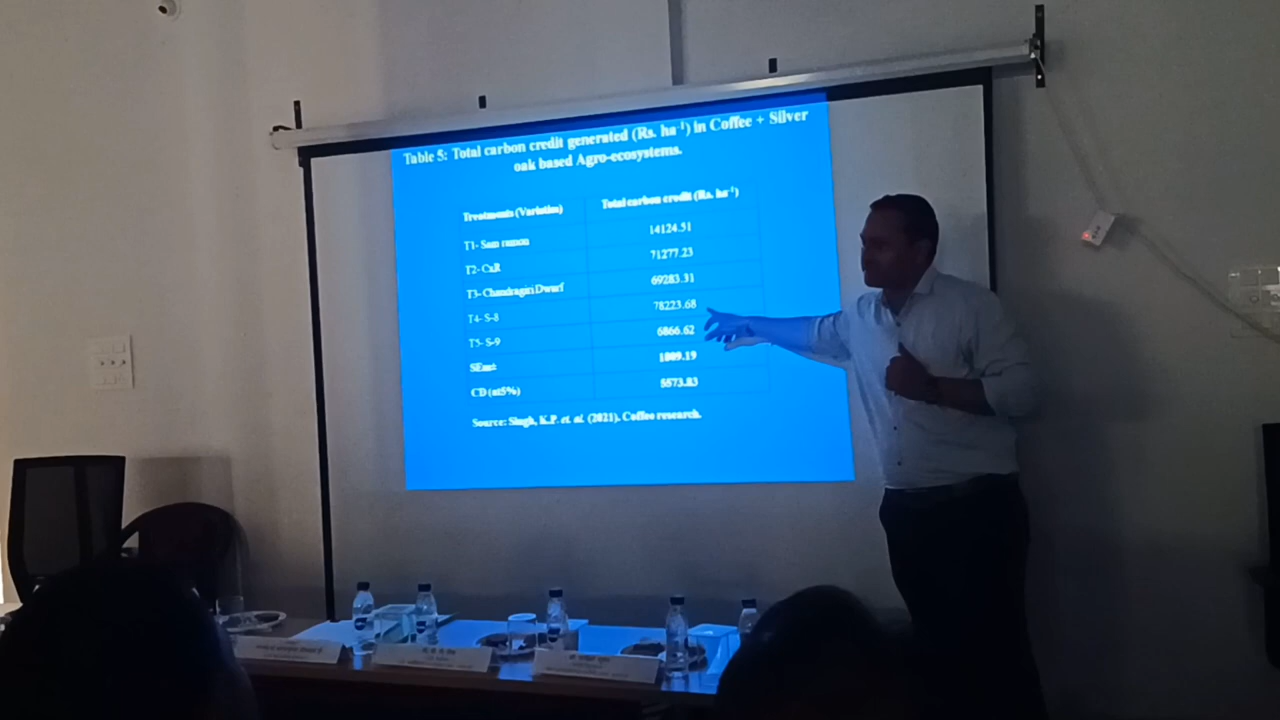 Table 5: Total carbon credit generated (Rs. ha⁻¹) in Coffee + Silver
oak based Agro-ecosystems.
Treatments (Varieties) Total carbon credit (Rs. ha⁻¹)
T1- San ramon 14124.51
T2- CxR 71277.23
T3- Chandragiri Dwarf 69283.31
T4- S-8 78223.68
T5- S-9 6866.62
SEm± 1809.19
CD (at5%) 5573.83
Source: Singh, K.P. et. al. (2021). Coffee research.